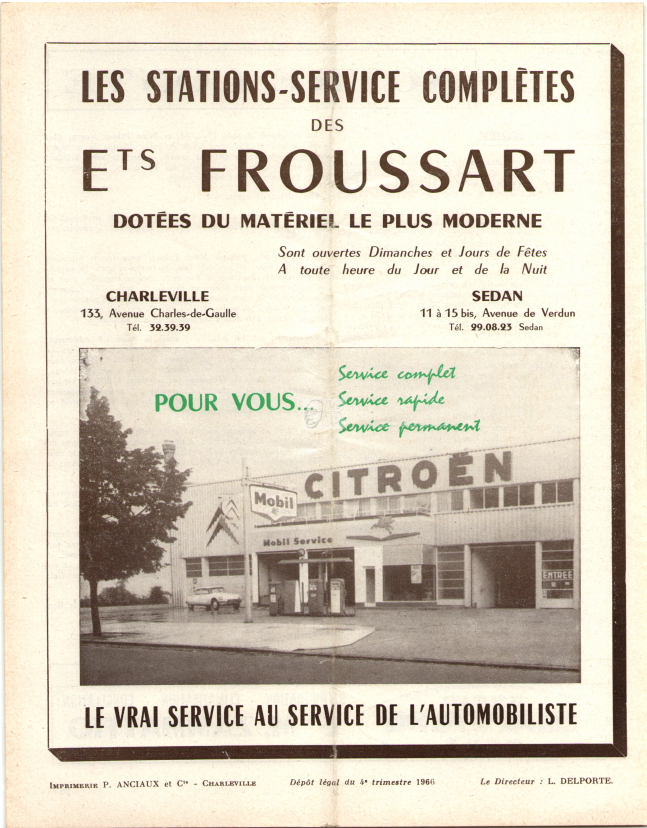 LES STATIONS-SERVICE COMPLÈTES
DES
ETS FROUSSART
DOTÉES DU MATÉRIEL LE PLUS MODERNE
Sont ouvertes Dimanches et Jours de Fêtes
A toute heure du Jour et de la Nuit
CHARLEVILLE
133, Avenue Charles-de-Gaulle
Tél. 32.39.39
SEDAN
11 à 15 bis, Avenue de Verdun
Tél. 29.08.23 Sedan
POUR VOUS...
Service complet
Service rapide
Service permanent
CITROËN
Mobil
Mobil Service
ENTREE
LE VRAI SERVICE AU SERVICE DE L'AUTOMOBILISTE
IMPRIMERIE P. ANCIAUX et Cie - CHARLEVILLE
Dépôt légal du 4e trimestre 1966
Le Directeur : L. DELPORTE.